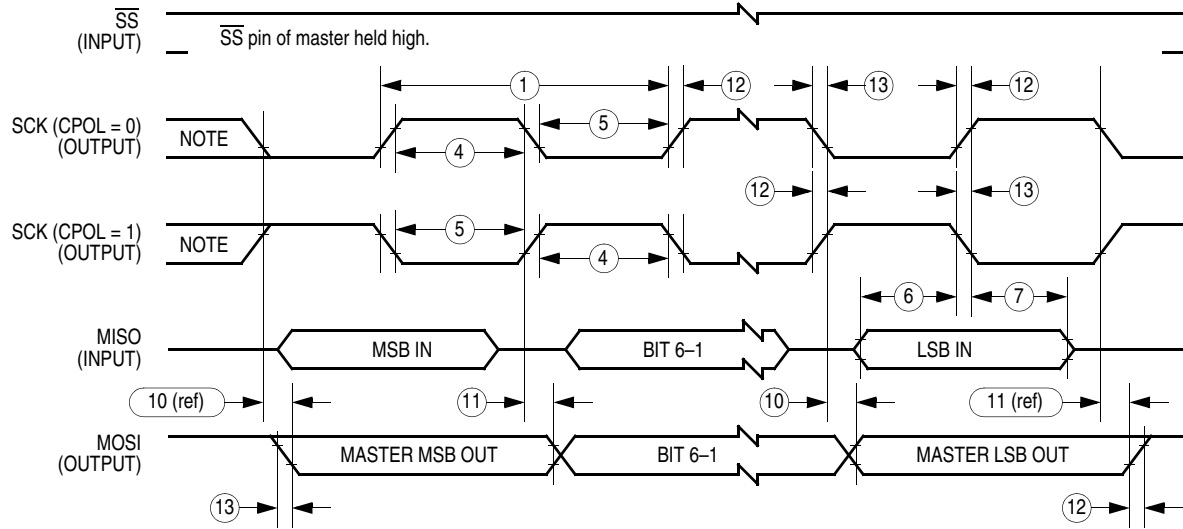 SS
(INPUT)
SS pin of master held high.
1
12
13
12
SCK (CPOL = 0)
(OUTPUT)
NOTE
5
4
12
13
SCK (CPOL = 1)
(OUTPUT)
NOTE
5
4
6
7
MISO
(INPUT)
MSB IN
BIT 6–1
LSB IN
10 (ref)
11
10
11 (ref)
MOSI
(OUTPUT)
MASTER MSB OUT
BIT 6–1
MASTER LSB OUT
13
12